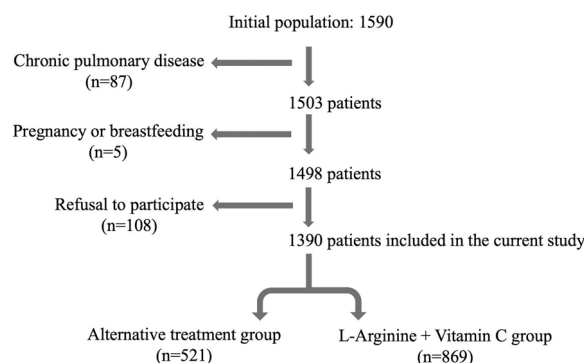 Initial population: 1590
Chronic pulmonary disease
(n=87)
1503 patients
Pregnancy or breastfeeding
(n=5)
1498 patients
Refusal to participate
(n=108)
1390 patients included in the current study
Alternative treatment group
(n=521)
L-Arginine + Vitamin C group
(n=869)